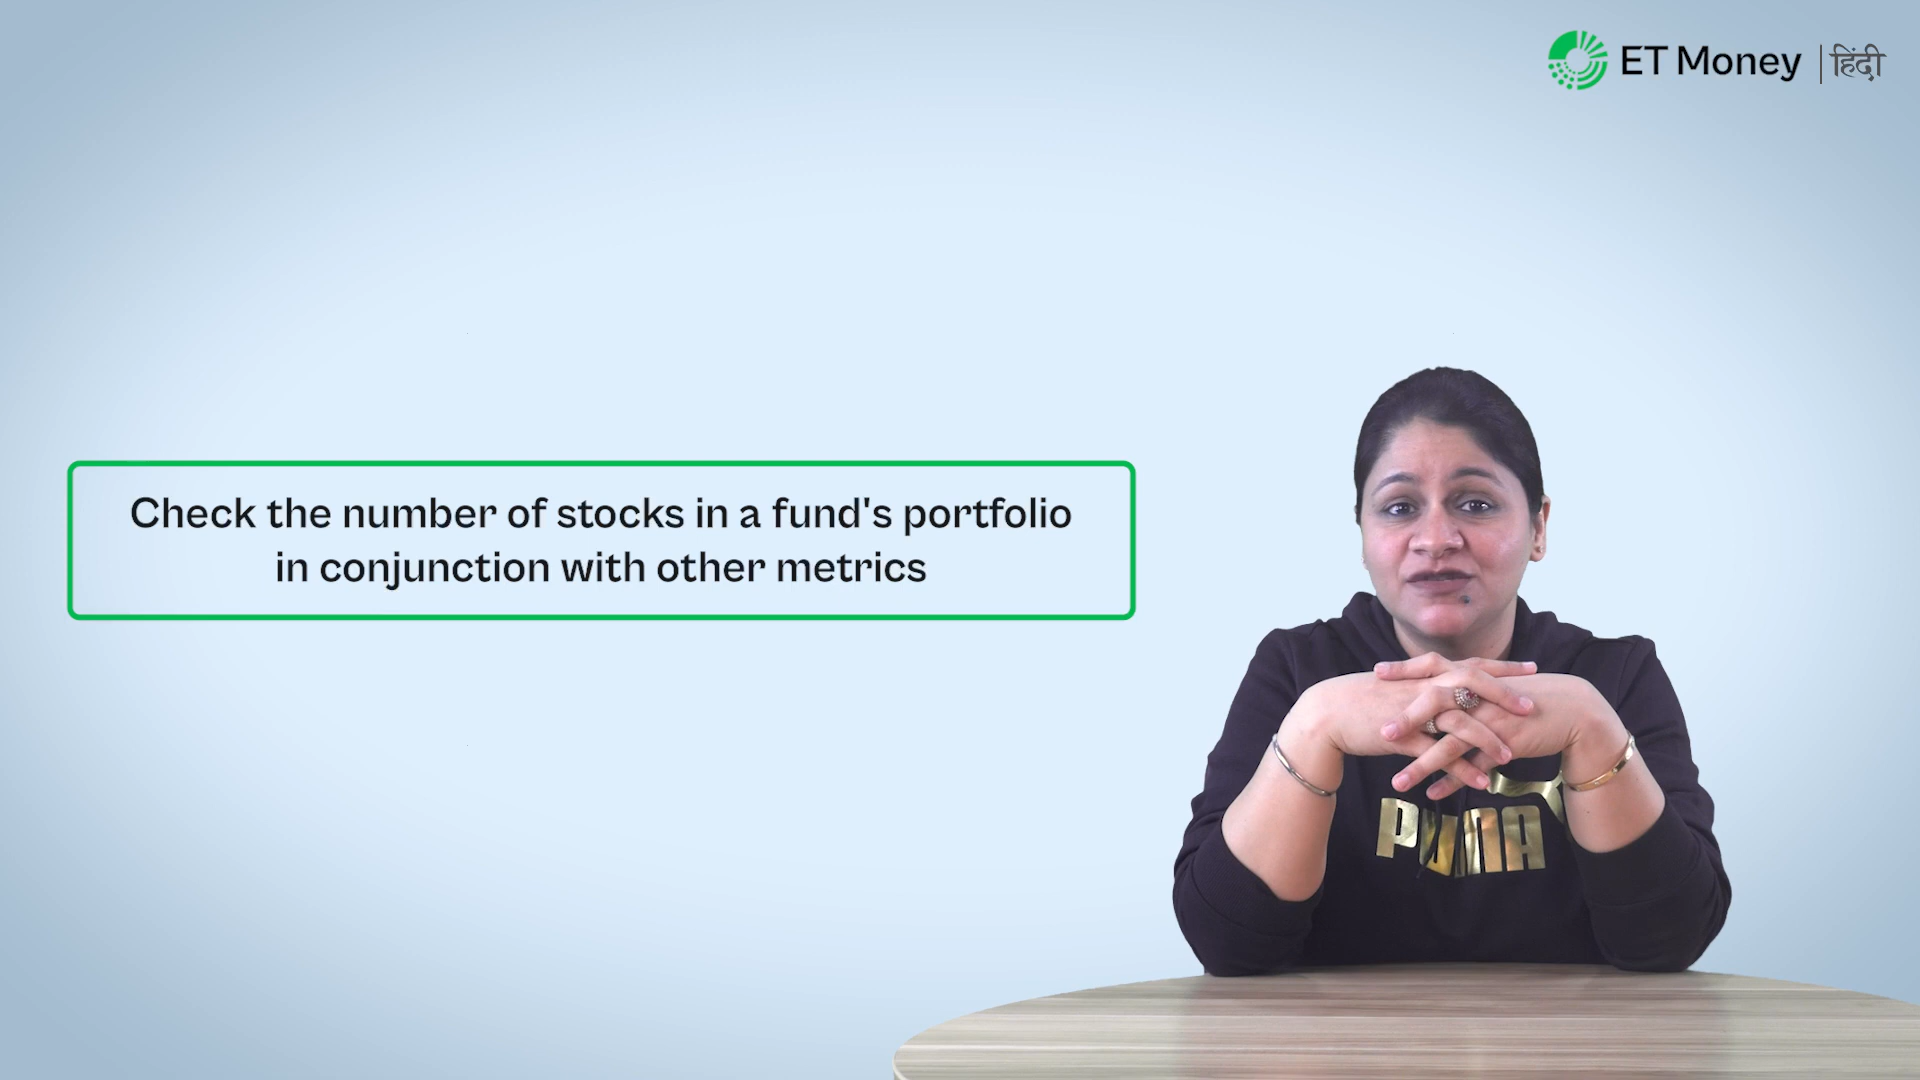 ET Money | हिंदी
Check the number of stocks in a fund's portfolio
in conjunction with other metrics
PUMA